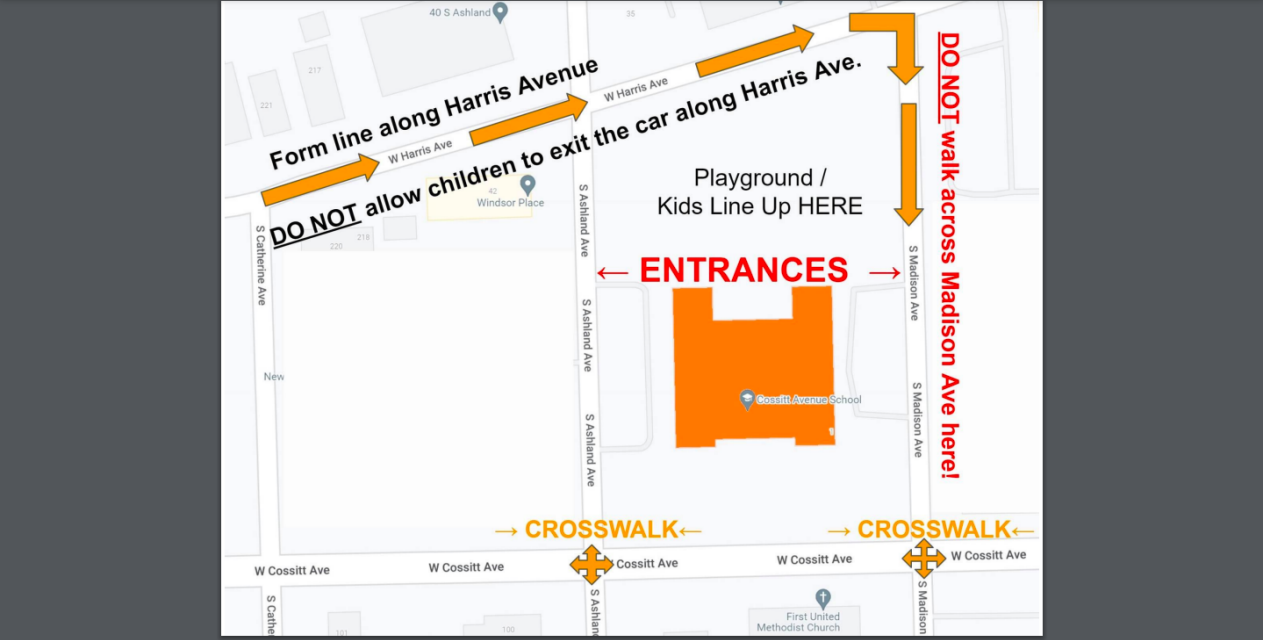 40 S Ashland
38
217
221
Form line along Harris Avenue
W Harris Ave
W Harris Ave
DO NOT allow children to exit the car along Harris Ave.
42
Windsor Place
218
220
Playground /
Kids Line Up HERE
DO NOT walk across Madison Ave here!
S Catherine Ave
S Ashland Ave
S Madison Ave
← ENTRANCES →
S Ashland Ave
S Madison Ave
New
Cossitt Avenue School
S Ashland Ave
→ CROSSWALK←
→ CROSSWALK←
W Cossitt Ave
W Cossitt Ave
Cossitt Ave
W Cossitt Ave
W Cossitt Ave
S Cathe
S Ashland
S Madison
101
100
First United
Methodist Church